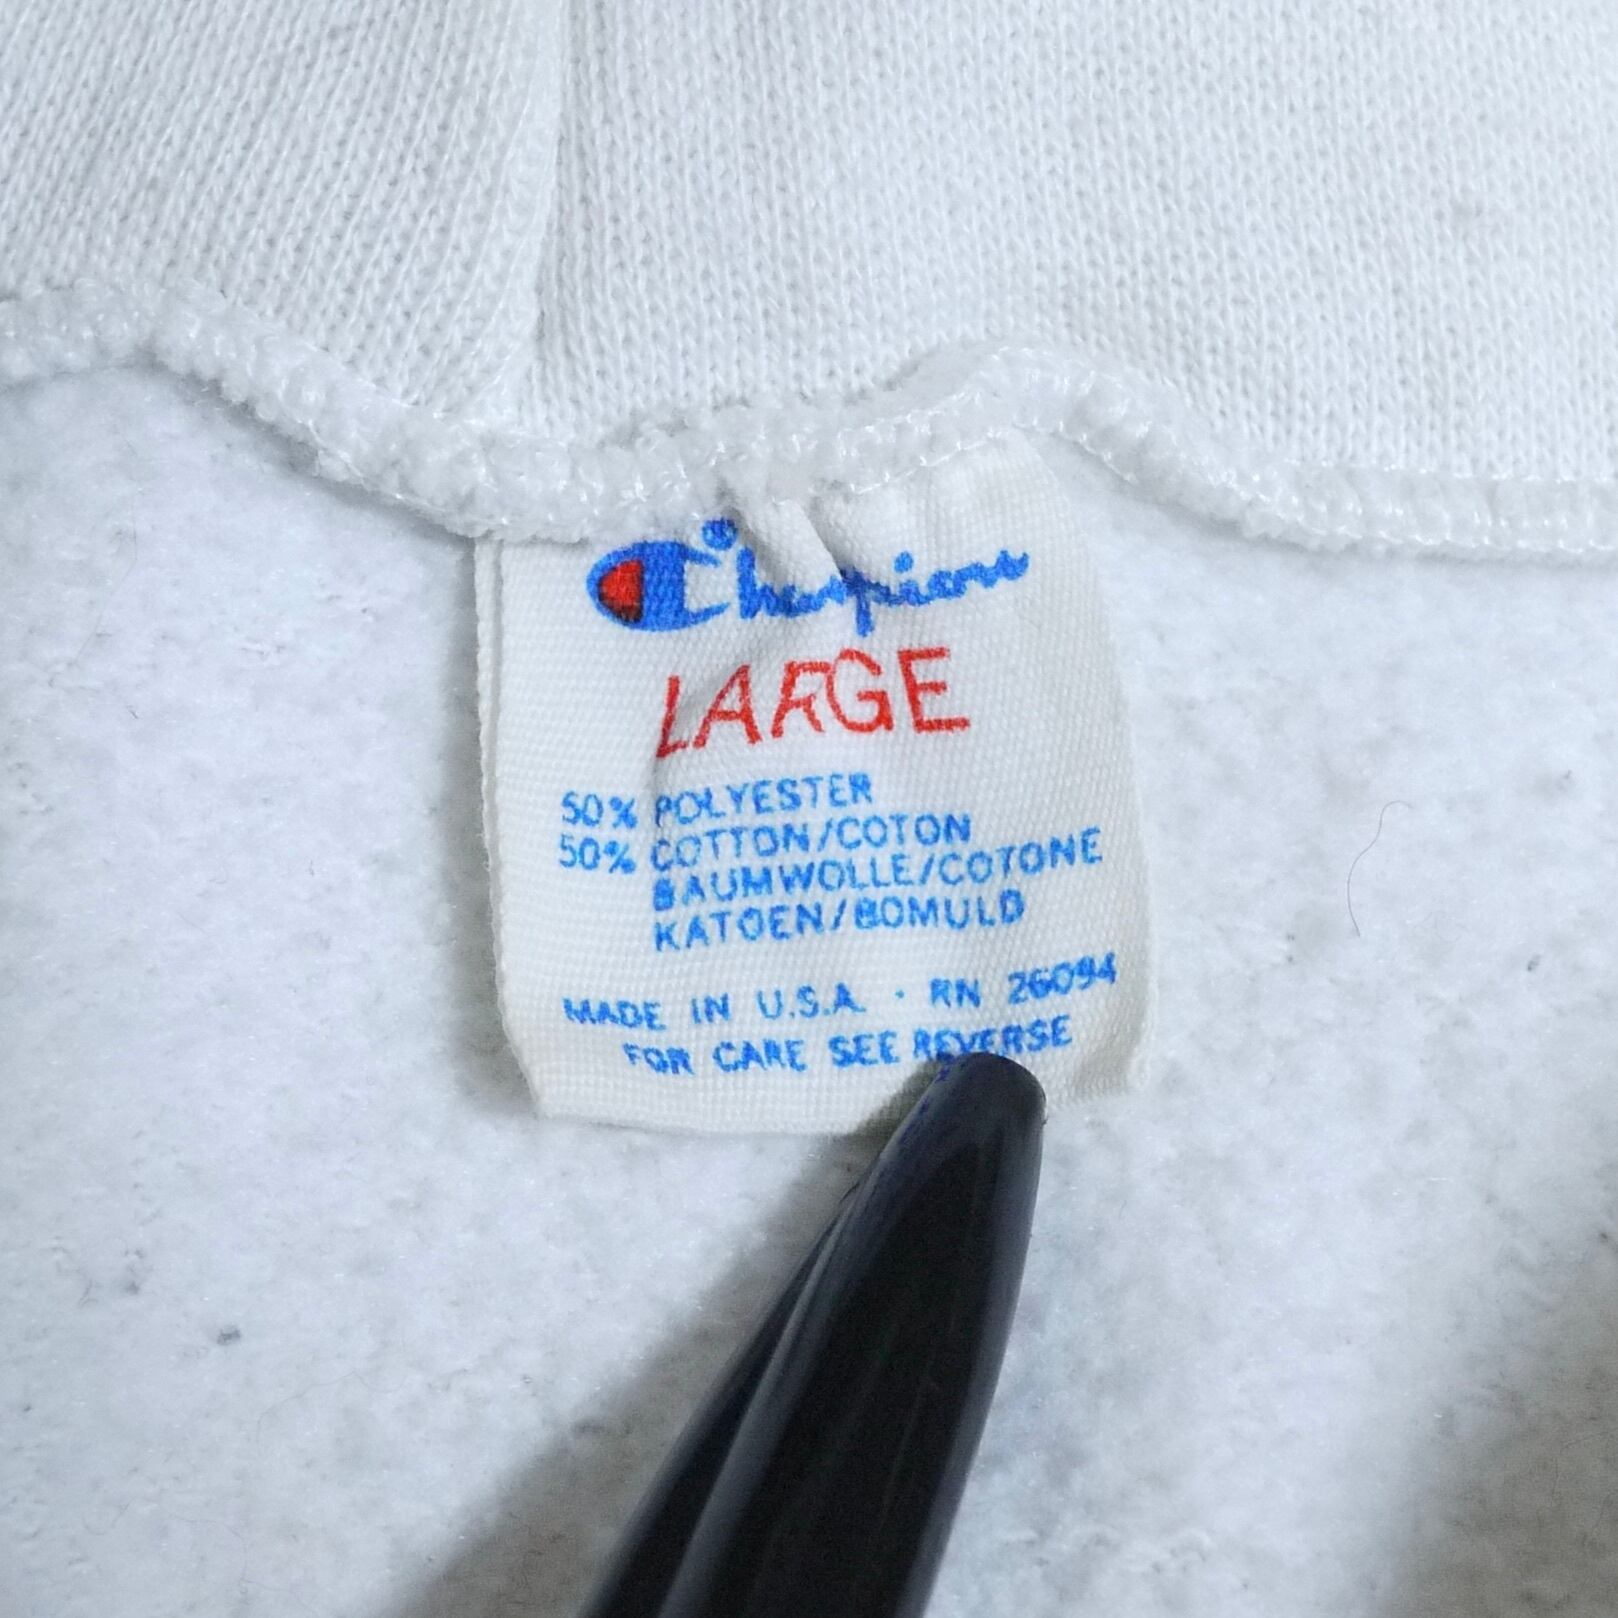 Champion
LARGE
50% POLYESTER
50% COTTON/COTON
BAUMWOLLE/COTONE
KATOEN/BOMULD
MADE IN U.S.A. · RN 26094
FOR CARE SEE REVERSE